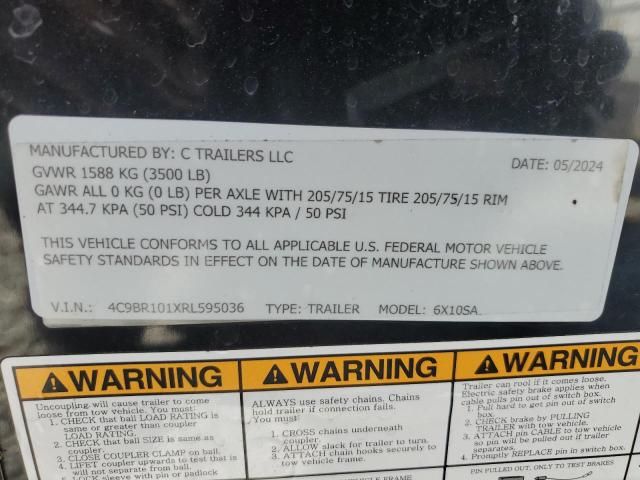 MANUFACTURED BY: C TRAILERS LLC DATE: 05/2024
GVWR 1588 KG (3500 LB)
GAWR ALL 0 KG (0 LB) PER AXLE WITH 205/75/15 TIRE 205/75/15 RIM
AT 344.7 KPA (50 PSI) COLD 344 KPA / 50 PSI
THIS VEHICLE CONFORMS TO ALL APPLICABLE U.S. FEDERAL MOTOR VEHICLE
SAFETY STANDARDS IN EFFECT ON THE DATE OF MANUFACTURE SHOWN ABOVE.
V.I.N.: 4C9BR101XRL595036 TYPE: TRAILER MODEL: 6X10SA
WARNING
Uncoupling will cause trailer to come
loose from tow vehicle. You must:
1. CHECK that ball LOAD RATING is
same or greater than coupler
LOAD RATING.
2. CHECK that ball SIZE is same as
coupler.
3. CLOSE COUPLER CLAMP on ball.
4. LIFT coupler upwards to test that it
will not separate from ball.
5. LOCK sleeve with pin or padlock
WARNING
ALWAYS use safety chains. Chains
hold trailer if connection fails.
You must:
1. CROSS chains underneath
coupler.
2. ALLOW slack for trailer to turn.
3. ATTACH chain hooks securely to
tow vehicle frame.
WARNING
Trailer can roll if it comes loose.
Electric safety brake applies when
cable pulls pin out of switch box.
1. Pull hard to get pin out of switch
box.
2. CHECK brake by PULLING
TRAILER with tow vehicle.
3. ATTACH pin CABLE to tow vehicle
so pin will be pulled out if trailer
separates.
4. Promptly REPLACE pin in switch box.
PIN PULLED OUT, ONLY TO TEST BRAKES